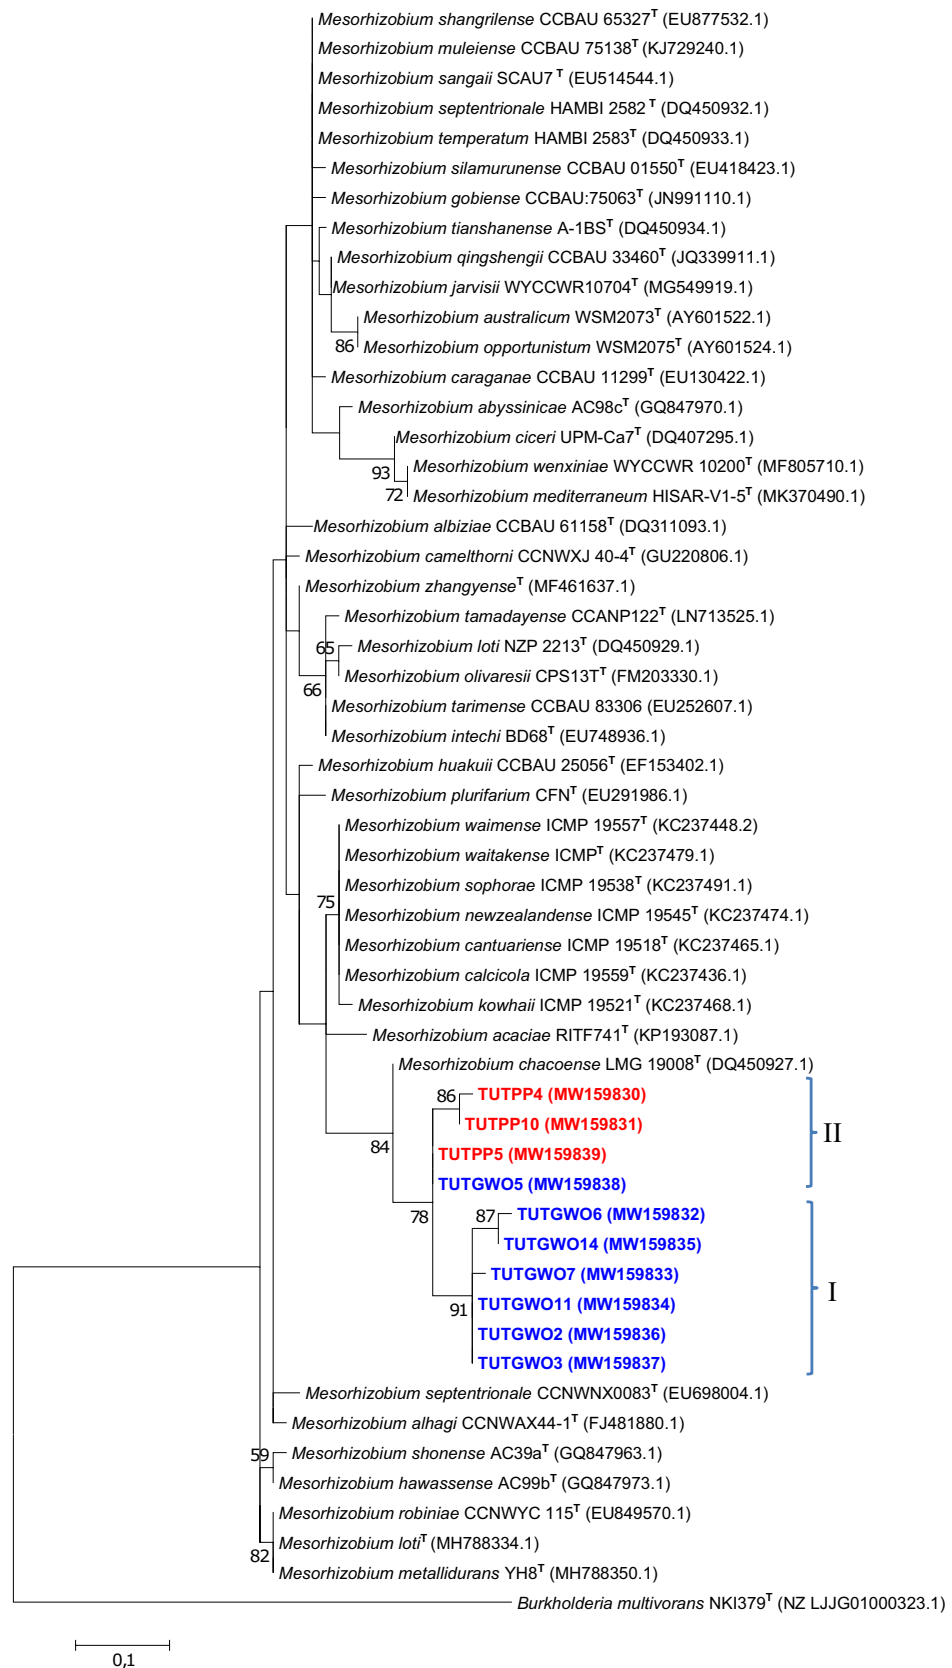 Mesorhizobium shangrilense CCBAU 65327T (EU877532.1)
Mesorhizobium muleiense CCBAU 75138T (KJ729240.1)
Mesorhizobium sangaii SCAU7 T (EU514544.1)
Mesorhizobium septentrionale HAMBI 2582 T (DQ450932.1)
Mesorhizobium temperatum HAMBI 2583T (DQ450933.1)
Mesorhizobium silamurunense CCBAU 01550T (EU418423.1)
Mesorhizobium gobiense CCBAU:75063T (JN991110.1)
Mesorhizobium tianshanense A-1BST (DQ450934.1)
Mesorhizobium qingshengii CCBAU 33460T (JQ339911.1)
Mesorhizobium jarvisii WYCCWR10704T (MG549919.1)
Mesorhizobium australicum WSM2073T (AY601522.1)
86
Mesorhizobium opportunistum WSM2075T (AY601524.1)
Mesorhizobium caraganae CCBAU 11299T (EU130422.1)
Mesorhizobium abyssinicae AC98cT (GQ847970.1)
Mesorhizobium ciceri UPM-Ca7T (DQ407295.1)
93
Mesorhizobium wenxiniae WYCCWR 10200T (MF805710.1)
72
Mesorhizobium mediterraneum HISAR-V1-5T (MK370490.1)
Mesorhizobium albiziae CCBAU 61158T (DQ311093.1)
Mesorhizobium camelthorni CCNWXJ 40-4T (GU220806.1)
Mesorhizobium zhangyenseT (MF461637.1)
Mesorhizobium tamadayense CCANP122T (LN713525.1)
65
Mesorhizobium loti NZP 2213T (DQ450929.1)
66
Mesorhizobium olivaresii CPS13TT (FM203330.1)
Mesorhizobium tarimense CCBAU 83306 (EU252607.1)
Mesorhizobium intechi BD68T (EU748936.1)
Mesorhizobium huakuii CCBAU 25056T (EF153402.1)
Mesorhizobium plurifarium CFNT (EU291986.1)
Mesorhizobium waimense ICMP 19557T (KC237448.2)
Mesorhizobium waitakense ICMPT (KC237479.1)
Mesorhizobium sophorae ICMP 19538T (KC237491.1)
75
Mesorhizobium newzealandense ICMP 19545T (KC237474.1)
Mesorhizobium cantuariense ICMP 19518T (KC237465.1)
Mesorhizobium calcicola ICMP 19559T (KC237436.1)
Mesorhizobium kowhaii ICMP 19521T (KC237468.1)
Mesorhizobium acaciae RITF741T (KP193087.1)
Mesorhizobium chacoense LMG 19008T (DQ450927.1)
86
TUTPP4 (MW159830)
TUTPP10 (MW159831)
II
84
TUTPP5 (MW159839)
TUTGWO5 (MW159838)
78
87
TUTGWO6 (MW159832)
TUTGWO14 (MW159835)
TUTGWO7 (MW159833)
I
91
TUTGWO11 (MW159834)
TUTGWO2 (MW159836)
TUTGWO3 (MW159837)
Mesorhizobium septentrionale CCNWNX0083T (EU698004.1)
Mesorhizobium alhagi CCNWAX44-1T (FJ481880.1)
59
Mesorhizobium shonense AC39aT (GQ847963.1)
Mesorhizobium hawassense AC99bT (GQ847973.1)
Mesorhizobium robiniae CCNWYC 115T (EU849570.1)
Mesorhizobium lotiT (MH788334.1)
82
Mesorhizobium metallidurans YH8T (MH788350.1)
Burkholderia multivorans NKI379T (NZ LJJG01000323.1)
0,1